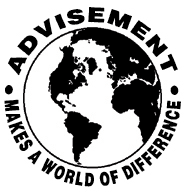 • ADVISEMENT •
MAKES A WORLD OF DIFFERENCE